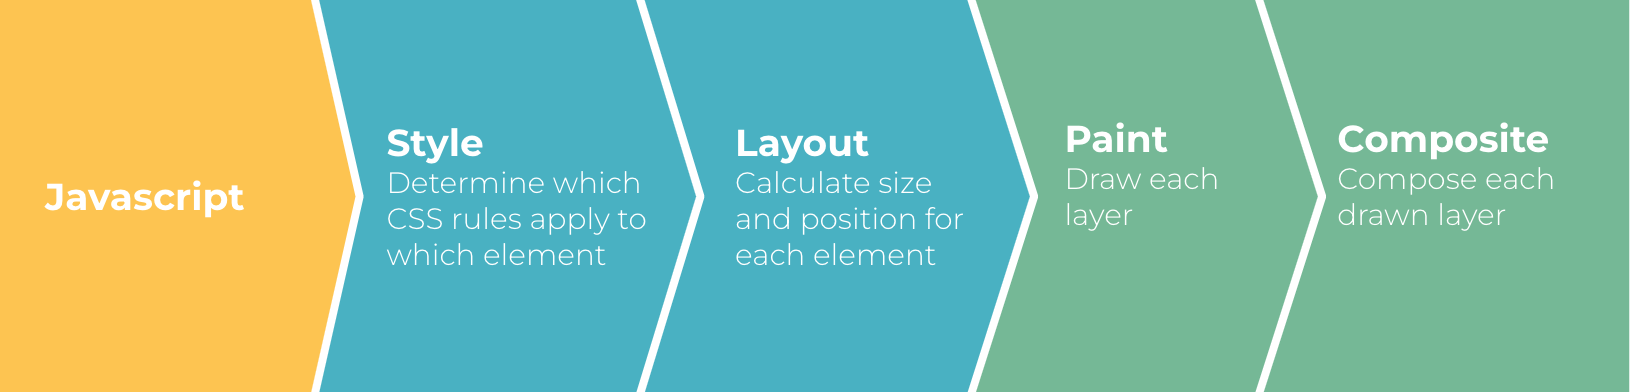 Javascript
Style
Determine which
CSS rules apply to
which element
Layout
Calculate size
and position for
each element
Paint
Draw each
layer
Composite
Compose each
drawn layer